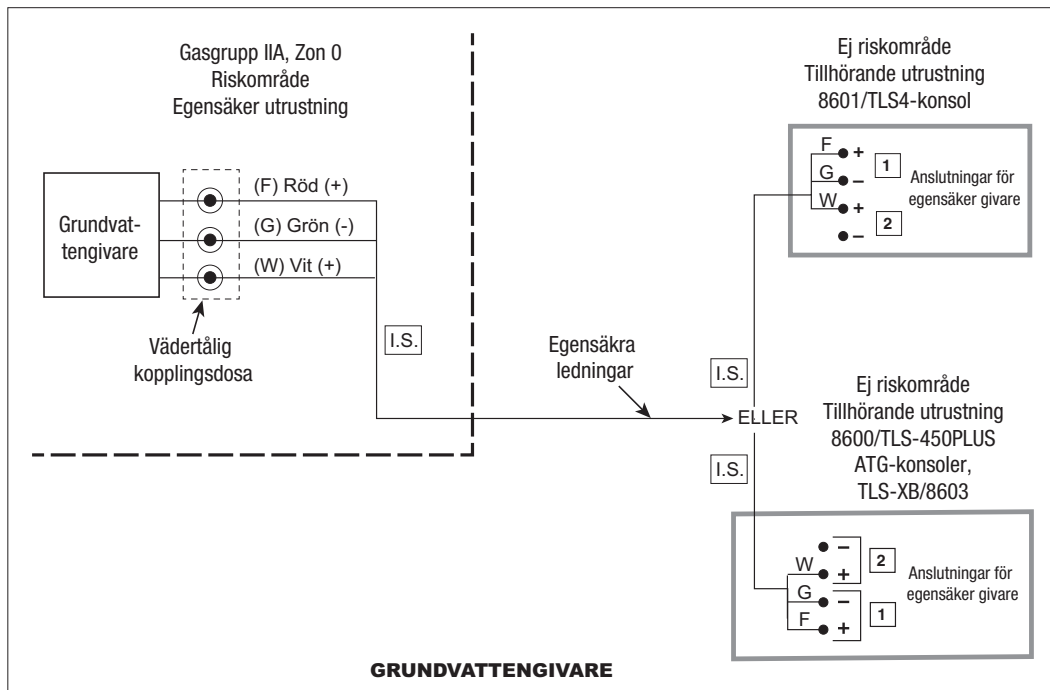 Gasgrupp IIA, Zon 0
Riskområde
Egensäker utrustning
Grundvat-
tengivare
(F) Röd (+)
(G) Grön (-)
(W) Vit (+)
Vädertålig
kopplingsdosa
I.S.
Egensäkra
ledningar
I.S.
ELLER
I.S.
Ej riskområde
Tillhörande utrustning
8601/TLS4-konsol
F +
G –
W +
–
1
2
Anslutningar för
egensäker givare
Ej riskområde
Tillhörande utrustning
8600/TLS-450PLUS
ATG-konsoler,
TLS-XB/8603
–
W +
G –
F +
2
1
Anslutningar för
egensäker givare
GRUNDVATTENGIVARE